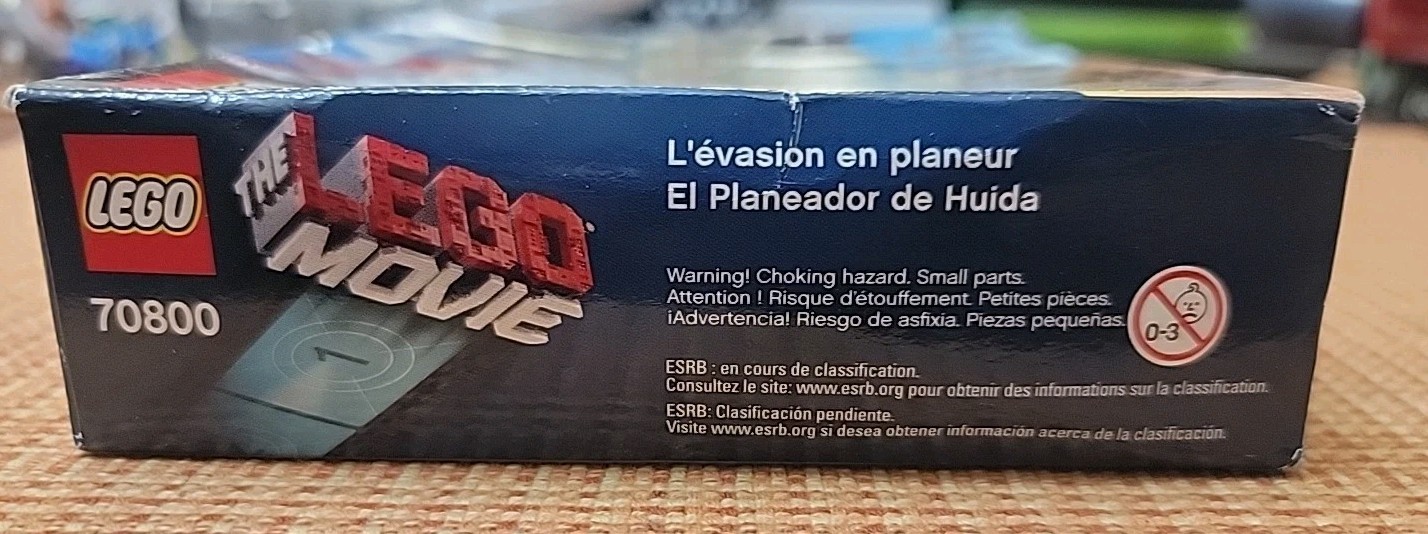 LEGO
70800
THE
LEGO
MOVIE
1
L'évasion en planeur
El Planeador de Huida
Warning! Choking hazard. Small parts.
Attention ! Risque d'étouffement. Petites pièces.
¡Advertencia! Riesgo de asfixia. Piezas pequeñas.
0-3
ESRB : en cours de classification.
Consultez le site: www.esrb.org pour obtenir des informations sur la classification.
ESRB: Clasificación pendiente.
Visite www.esrb.org si desea obtener información acerca de la clasificación.